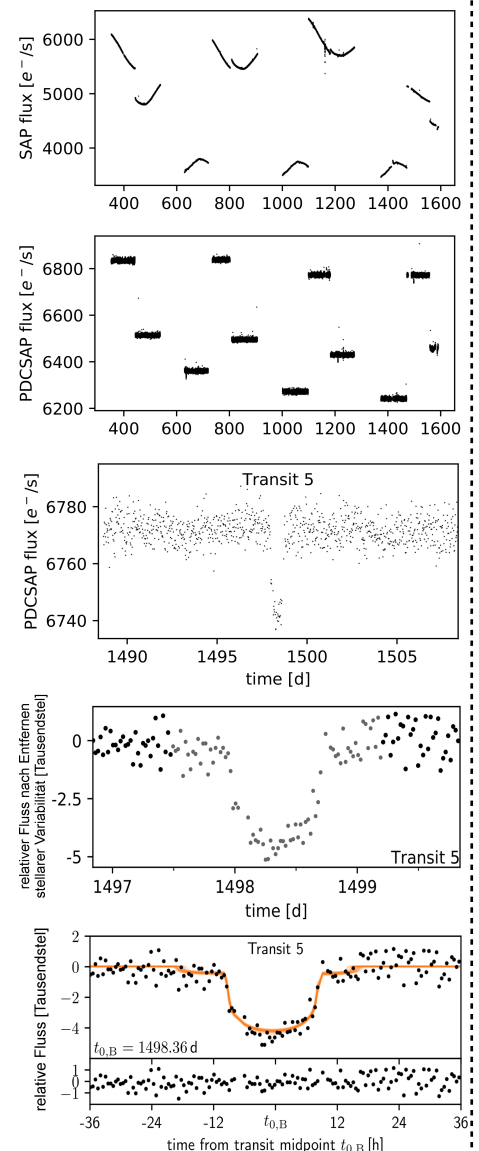 SAP flux [e⁻/s]
6000
5000
4000
400 600 800 1000 1200 1400 1600
PDCSAP flux [e⁻/s]
6800
6600
6400
6200
400 600 800 1000 1200 1400 1600
PDCSAP flux [e⁻/s]
Transit 5
6780
6760
6740
1490 1495 1500 1505
time [d]
relativer Fluss nach Entfernen
stellarer Variabilität [Tausendstel]
0
-2.5
-5
Transit 5
1497 1498 1499
time [d]
relative Fluss [Tausendstel]
Transit 5
2
0
−2
−4
t₀,B = 1498.36 d
1
0
−1
-36 -24 -12 t₀,B 12 24 36
time from transit midpoint t₀,B [h]